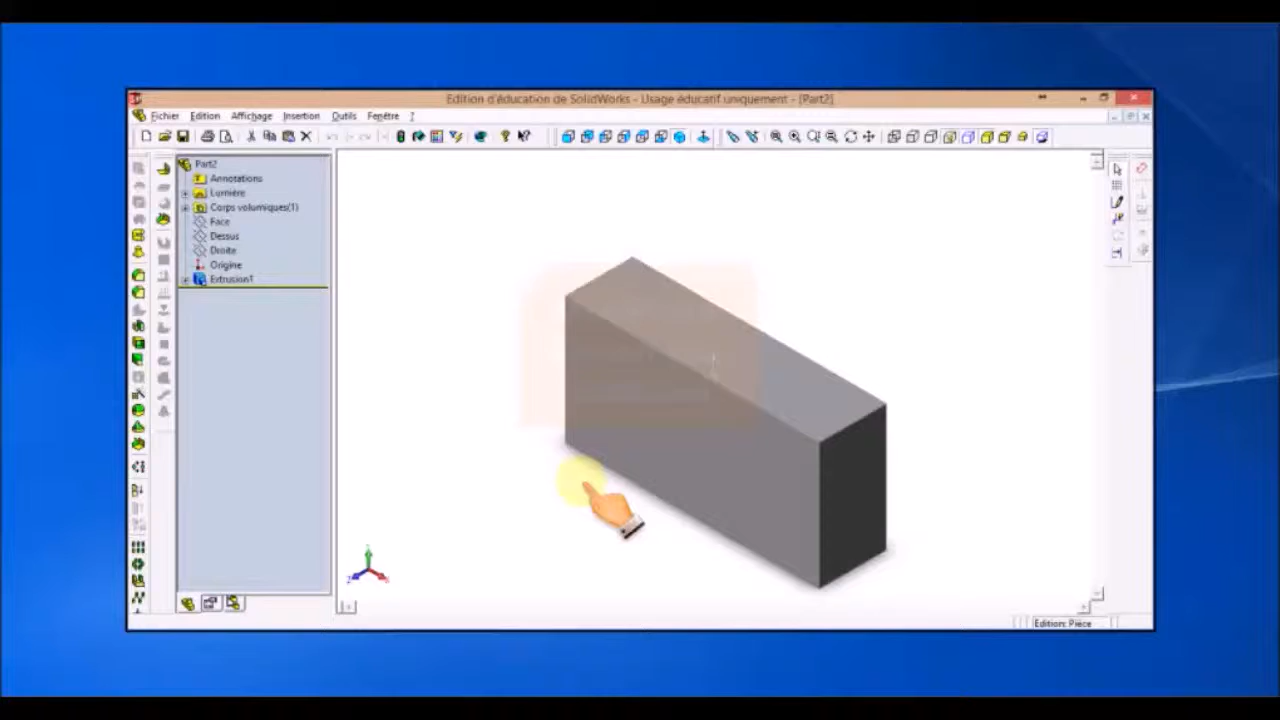 Edition d'éducation de SolidWorks - Usage éducatif uniquement - [Part2]
Fichier Edition Affichage Insertion Outils Fenêtre ?
Part2
Annotations
Lumière
Corps volumiques(1)
Face
Dessus
Droite
Origine
Extrusion1
Edition: Pièce